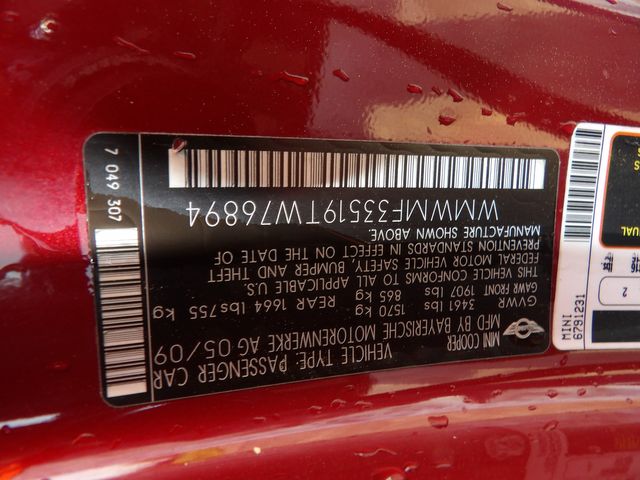 MINI COOPER
MFD BY BAYERISCHE MOTORENWERKE AG 05/09
VEHICLE TYPE: PASSENGER CAR
GVWR 3461 lbs 1570 kg
GAWR FRONT 1907 lbs 865 kg REAR 1664 lbs 755 kg
THIS VEHICLE CONFORMS TO ALL APPLICABLE U.S.
FEDERAL MOTOR VEHICLE SAFETY, BUMPER AND THEFT
PREVENTION STANDARDS IN EFFECT ON THE DATE OF
MANUFACTURE SHOWN ABOVE.
WMWMF33519TW76894
7 049 307
MINI
6791231
2